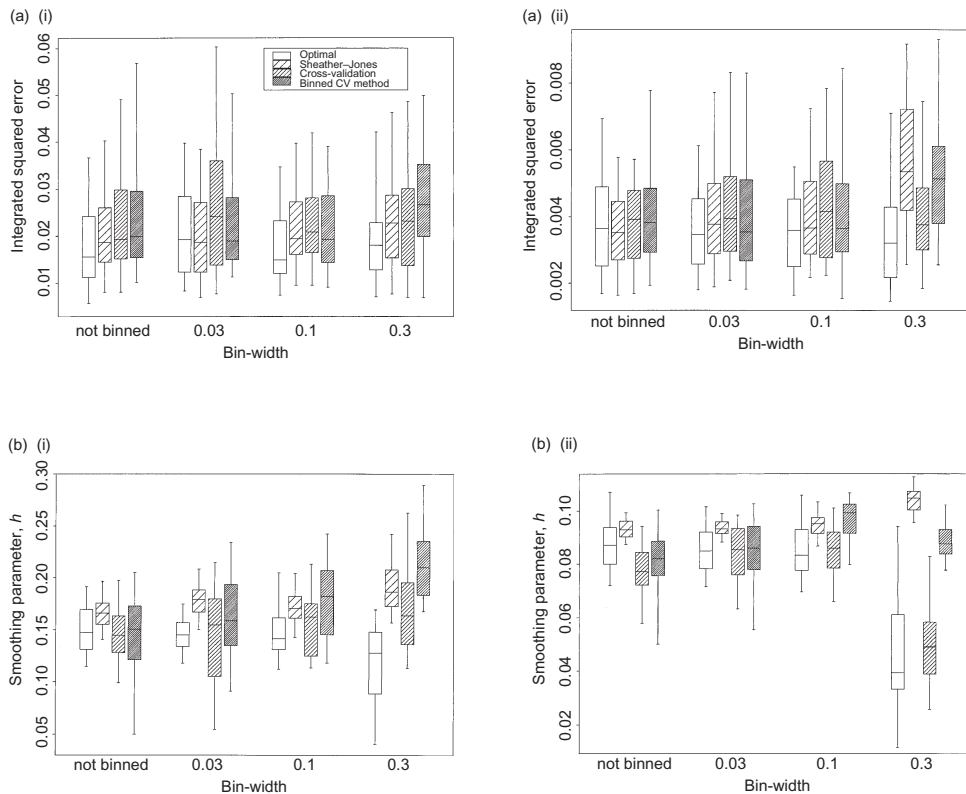 (a) (i)
Integrated squared error
0.06
0.05
0.04
0.03
0.02
0.01
Optimal
Sheather–Jones
Cross-validation
Binned CV method
not binned 0.03 0.1 0.3
Bin-width
(a) (ii)
Integrated squared error
0.008
0.006
0.004
0.002
not binned 0.03 0.1 0.3
Bin-width
(b) (i)
Smoothing parameter, h
0.30
0.25
0.20
0.15
0.10
0.05
not binned 0.03 0.1 0.3
Bin-width
(b) (ii)
Smoothing parameter, h
0.10
0.08
0.06
0.04
0.02
not binned 0.03 0.1 0.3
Bin-width